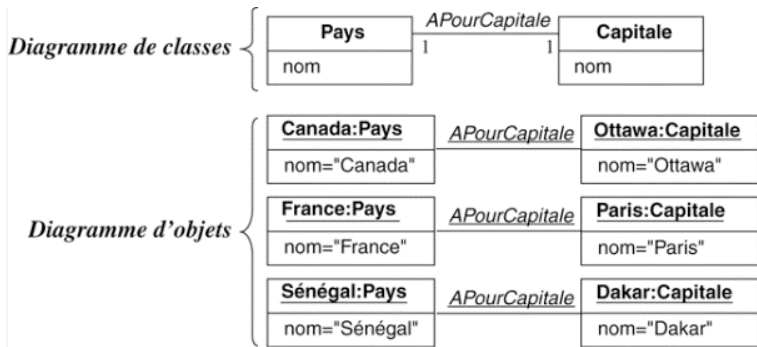 Diagramme de classes
Pays
APourCapitale
Capitale
1
1
nom
nom
Diagramme d'objets
Canada:Pays
APourCapitale
Ottawa:Capitale
nom="Canada"
nom="Ottawa"
France:Pays
APourCapitale
Paris:Capitale
nom="France"
nom="Paris"
Sénégal:Pays
APourCapitale
Dakar:Capitale
nom="Sénégal"
nom="Dakar"